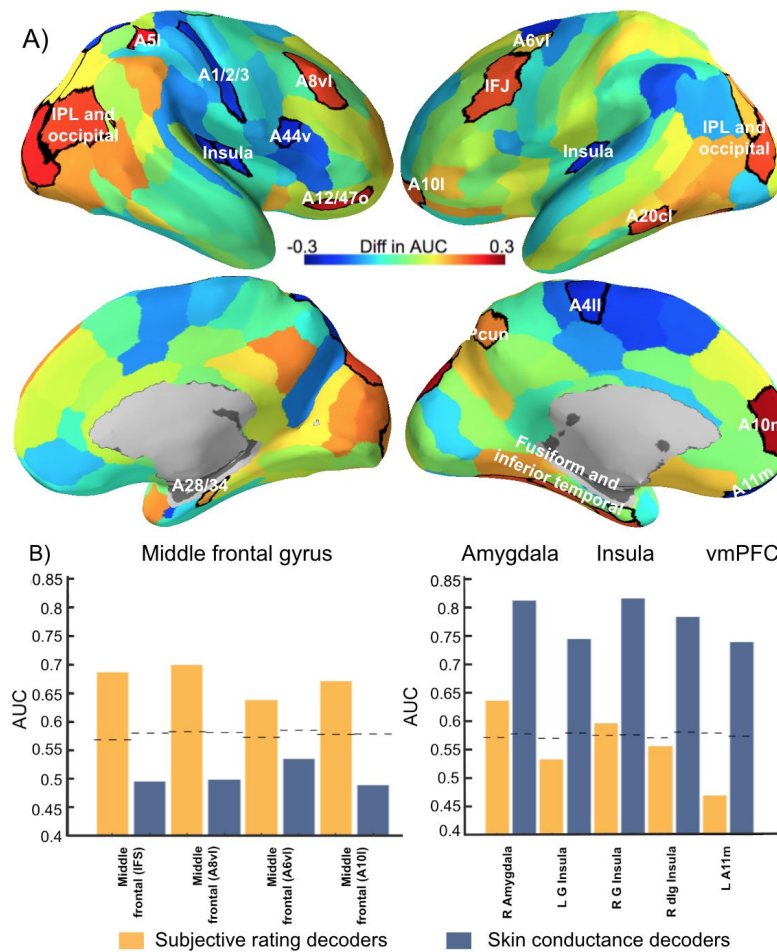 A)
A5l
A1/2/3
A8vl
IPL and
occipital
A44v
Insula
A12/47o
A6vl
IFJ
IPL and
occipital
Insula
A10l
A20cl
-0.3
Diff in AUC
0.3
A4ll
Pcun
A10m
Fusiform and
inferior temporal
A11m
A28/34
B)
Middle frontal gyrus
AUC
0.85
0.8
0.75
0.7
0.65
0.6
0.55
0.5
0.45
0.4
Middle
frontal (IFS)
Middle
frontal (A8vl)
Middle
frontal (A6vl)
Middle
frontal (A10l)
Amygdala Insula vmPFC
AUC
0.85
0.8
0.75
0.7
0.65
0.6
0.55
0.5
0.45
0.4
R Amygdala
L G Insula
R G Insula
R dIg Insula
L A11m
Subjective rating decoders Skin conductance decoders